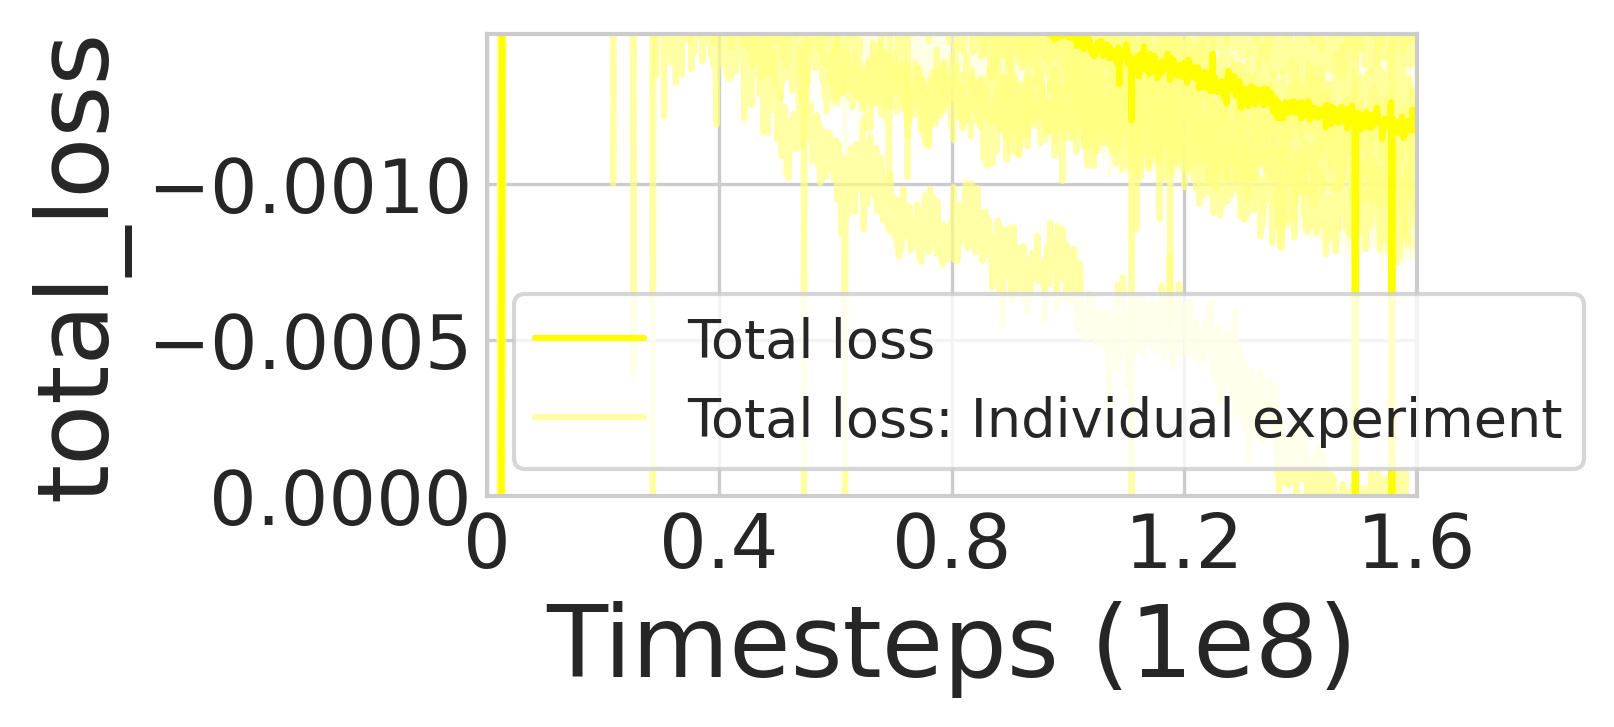 total_loss
−0.0010
−0.0005
0.0000
Total loss
Total loss: Individual experiment
0 0.4 0.8 1.2 1.6
Timesteps (1e8)